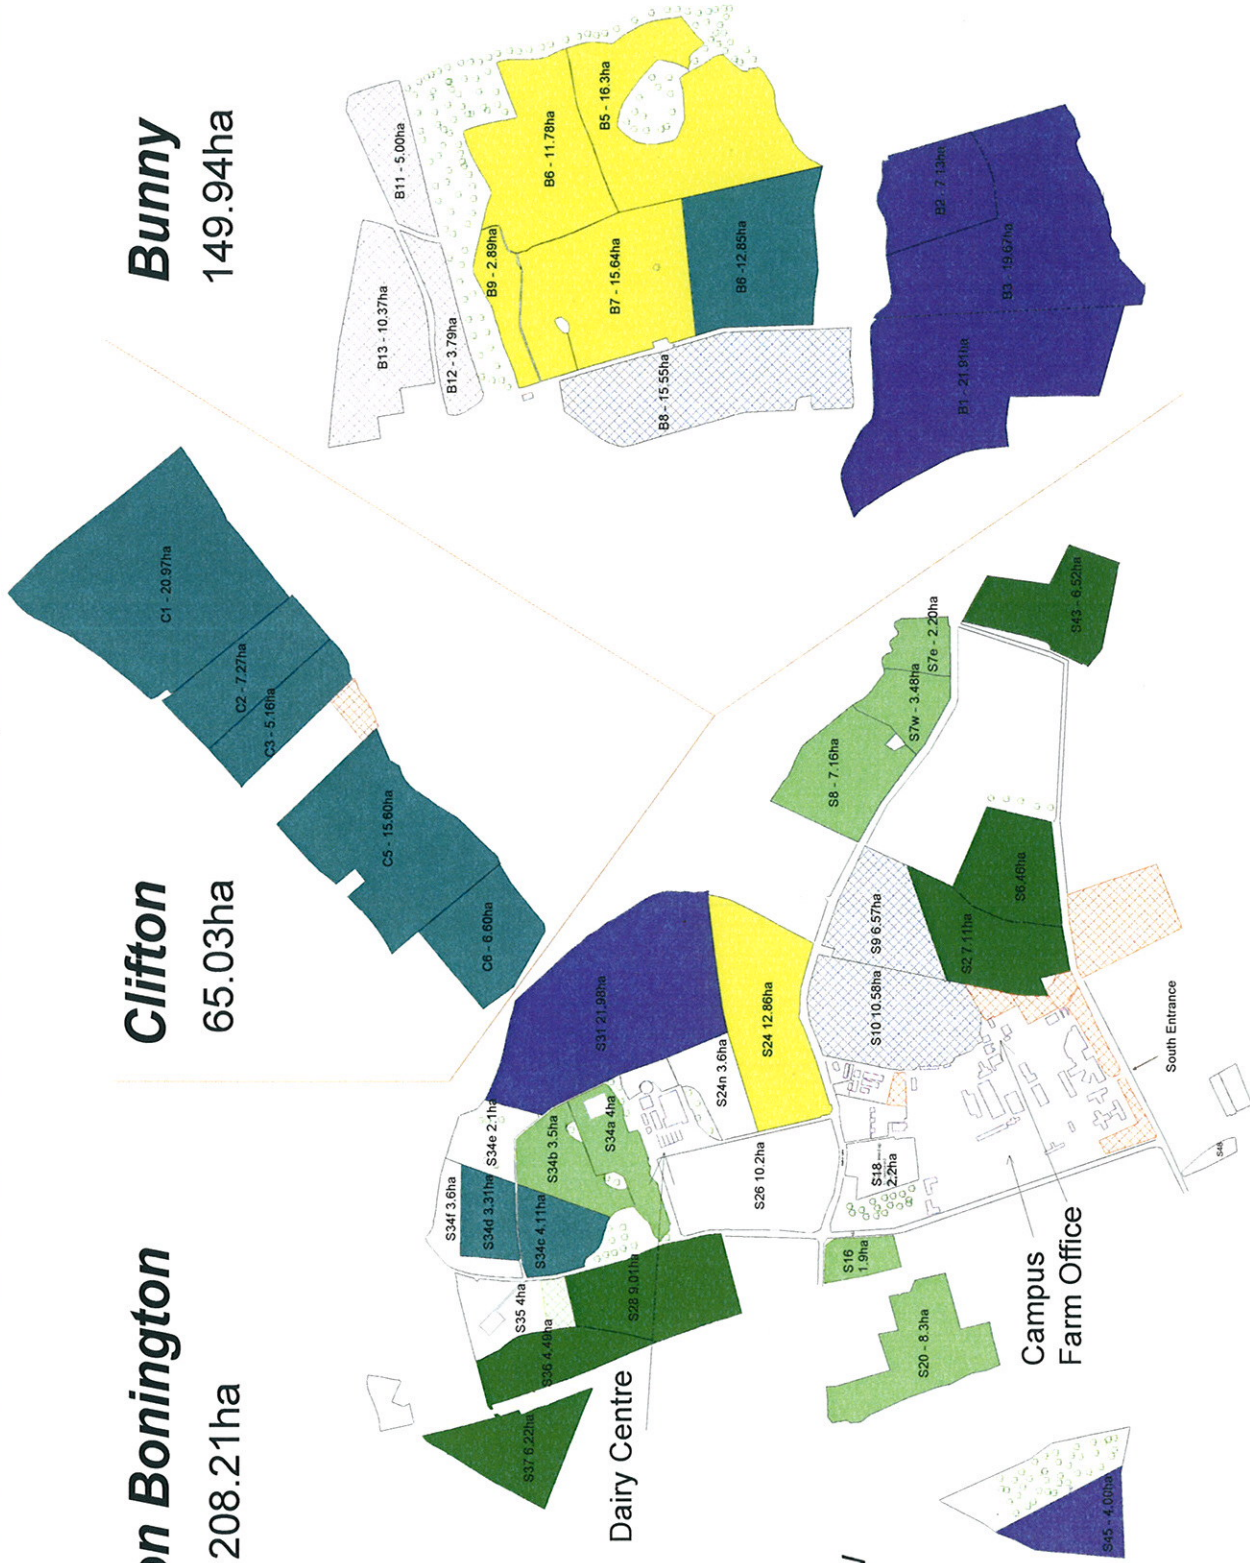 on Bonington
208.21ha
Clifton
65.03ha
Bunny
149.94ha
B11 - 5.00ha
B13 - 10.37ha
B12 - 3.79ha
B9 - 2.89ha
B6 - 11.78ha
B5 - 16.3ha
B7 - 15.64ha
B6 -12.85ha
B8 - 15.55ha
B2 - 7.13ha
B3 - 19.67ha
B1 - 21.91ha
C1 - 20.97ha
C2 - 7.27ha
C3 - 5.16ha
C5 - 15.60ha
C6 - 6.60ha
S31 21.98ha
S34e 2.1ha
S34f 3.6ha
S34d 3.31ha
S34b 3.5ha
S34a 4ha
S34c 4.11ha
S35 4ha
S36 4.49ha
S28 9.01ha
S37 6.22ha
S24n 3.6ha
S24 12.86ha
S26 10.2ha
S8 - 7.16ha
S7w - 3.48ha
S7e - 2.20ha
S43 - 6.52ha
S9 6.57ha
S10 10.58ha
S2 7.11ha
S6.46ha
S18
2.2ha
S16
1.9ha
S20 - 8.3ha
S45 - 4.00ha
S48
South Entrance
Dairy Centre
Campus
Farm Office